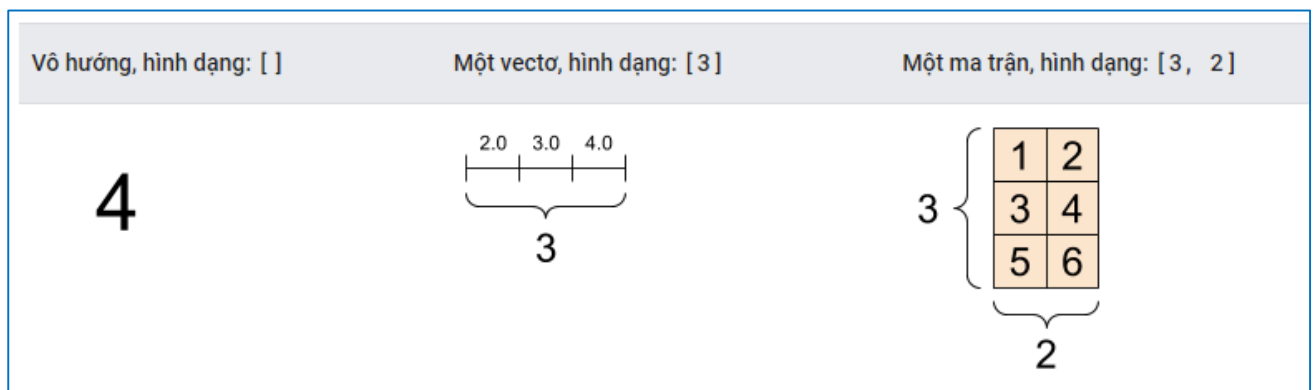 Vô hướng, hình dạng: [ ]
Một vectơ, hình dạng: [3]
Một ma trận, hình dạng: [3, 2]
4
2.0 3.0 4.0
3
3
1 2
3 4
5 6
2